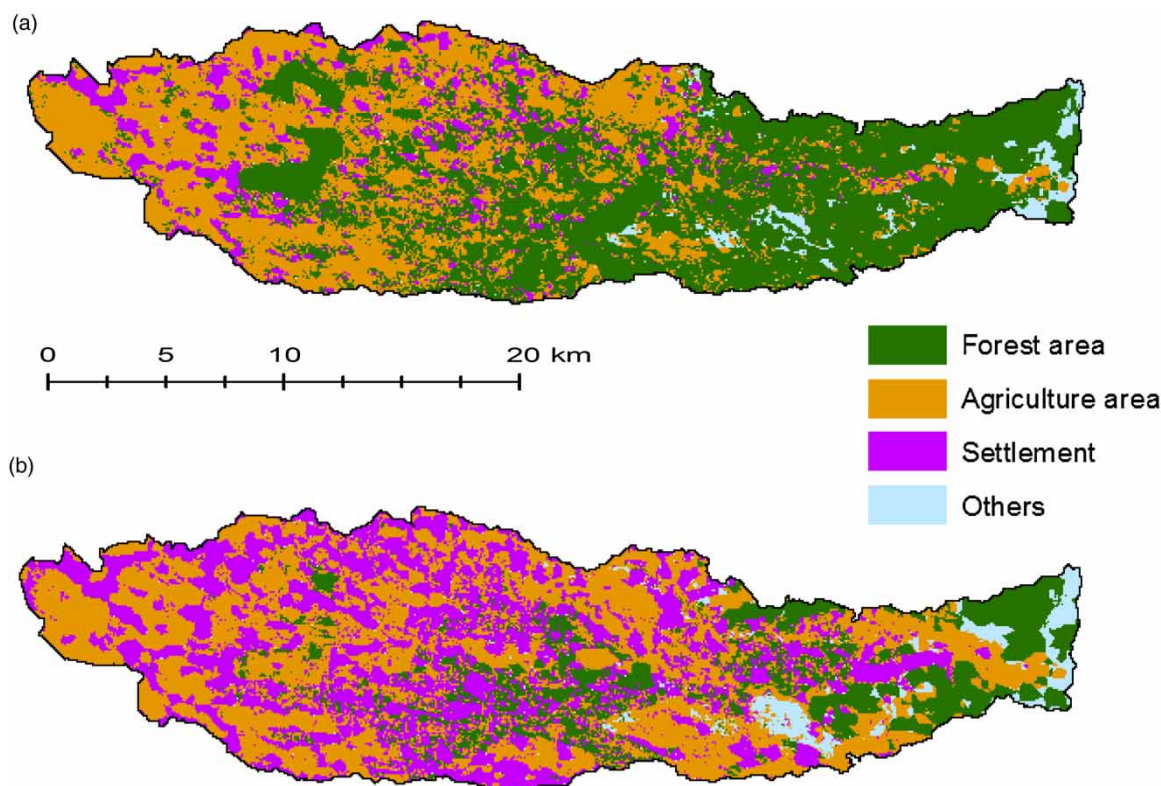 (a)
0 5 10 20 km
Forest area
Agriculture area
Settlement
Others
(b)